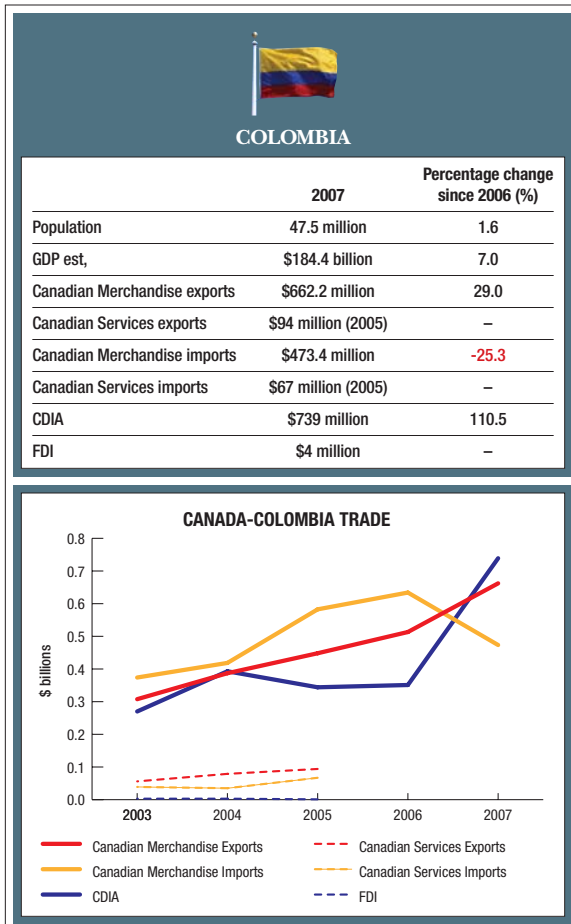 COLOMBIA
2007 Percentage change since 2006 (%)
Population 47.5 million 1.6
GDP est, $184.4 billion 7.0
Canadian Merchandise exports $662.2 million 29.0
Canadian Services exports $94 million (2005) –
Canadian Merchandise imports $473.4 million -25.3
Canadian Services imports $67 million (2005) –
CDIA $739 million 110.5
FDI $4 million –
CANADA-COLOMBIA TRADE
$ billions
0.8
0.7
0.6
0.5
0.4
0.3
0.2
0.1
0.0
2003 2004 2005 2006 2007
Canadian Merchandise Exports Canadian Services Exports
Canadian Merchandise Imports Canadian Services Imports
CDIA FDI